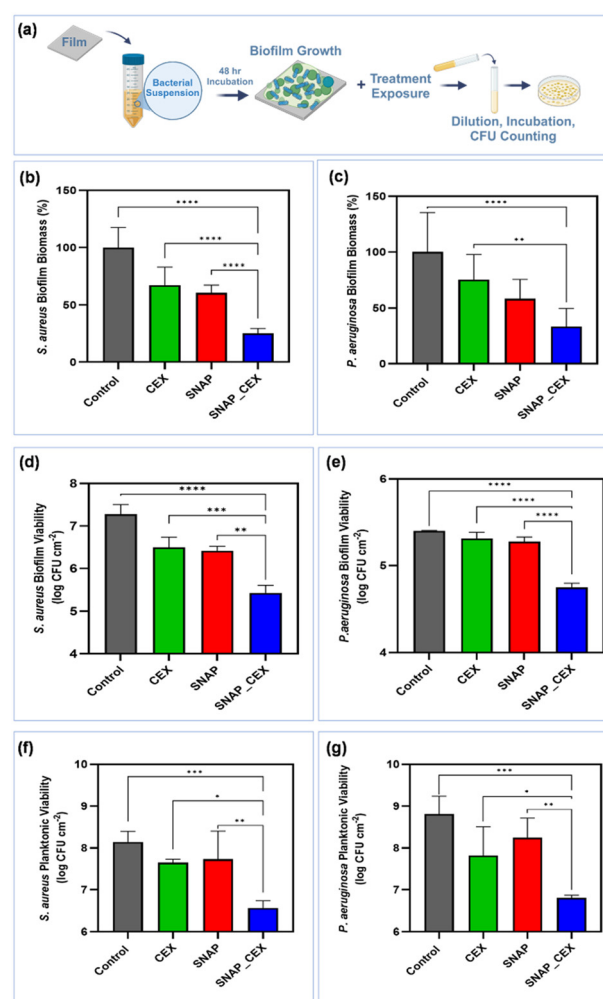 (a)
Film
Bacterial
Suspension
48 hr
Incubation
Biofilm Growth
+ Treatment
Exposure
Dilution, Incubation,
CFU Counting
(b)
S. aureus Biofilm Biomass (%)
150
100
50
0
****
****
****
Control
CEX
SNAP
SNAP_CEX
(c)
P. aeruginosa Biofilm Biomass (%)
150
100
50
0
****
**
Control
CEX
SNAP
SNAP_CEX
(d)
S. aureus Biofilm Viability
(log CFU cm-2)
8
7
6
5
4
****
***
**
Control
CEX
SNAP
SNAP_CEX
(e)
P.aeruginosa Biofilm Viability
(log CFU cm-2)
6
5
4
****
****
****
Control
CEX
SNAP
SNAP_CEX
(f)
S. aureus Planktonic Viability
(log CFU cm-2)
10
9
8
7
6
***
*
**
Control
CEX
SNAP
SNAP_CEX
(g)
P. aeruginosa Planktonic Viability
(log CFU cm-2)
10
9
8
7
6
***
*
**
Control
CEX
SNAP
SNAP_CEX